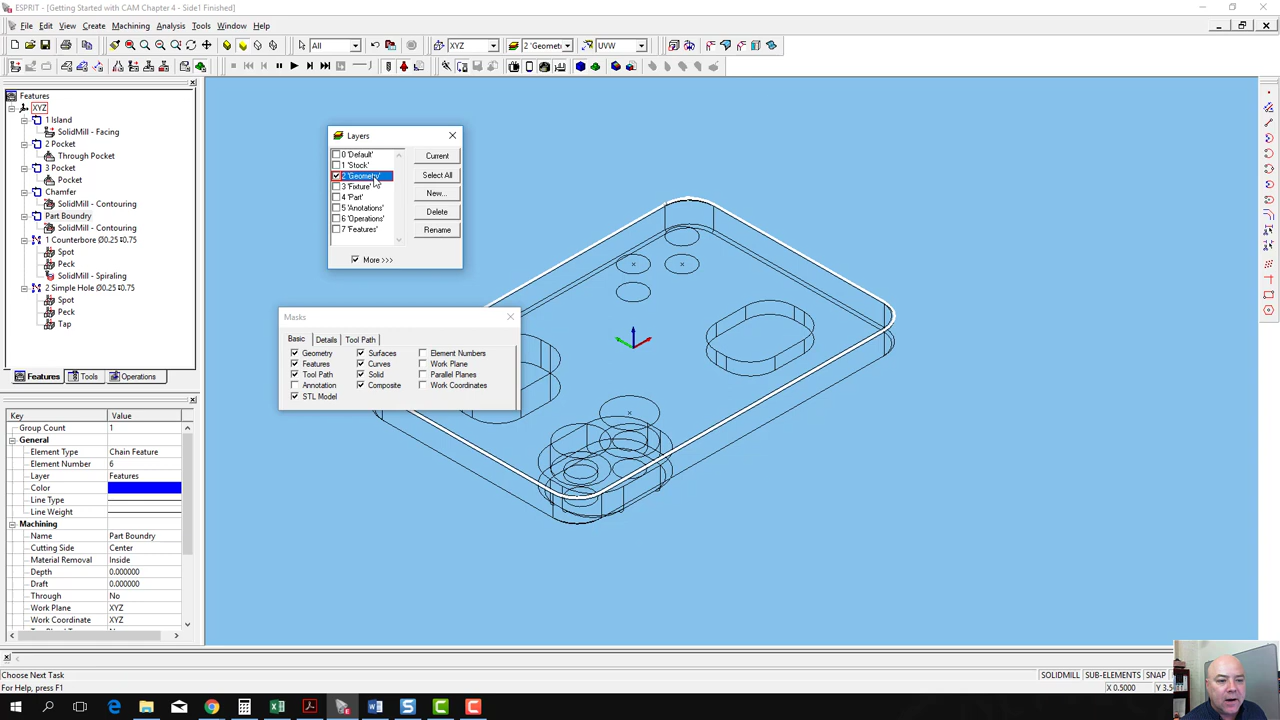 ESPRIT - [Getting Started with CAM Chapter 4 - Side1 Finished]
File Edit View Create Machining Analysis Tools Window Help
All XYZ 2 'Geomet UVW
Features
XYZ
1 Island
SolidMill - Facing
2 Pocket
Through Pocket
3 Pocket
Pocket
Chamfer
SolidMill - Contouring
Part Boundry
SolidMill - Contouring
1 Counterbore Ø0.25↧0.75
Spot
Peck
SolidMill - Spiraling
2 Simple Hole Ø0.25↧0.75
Spot
Peck
Tap
Features Tools Operations
Key Value
Group Count 1
General
Element Type Chain Feature
Element Number 6
Layer Features
Color
Line Type
Line Weight
Machining
Name Part Boundry
Cutting Side Center
Material Removal Inside
Depth 0.000000
Draft 0.000000
Through No
Work Plane XYZ
Work Coordinate XYZ
Layers
0 'Default'
1 'Stock'
2 'Geometry'
3 'Fixture'
4 'Part'
5 'Anotations'
6 'Operations'
7 'Features'
Current
Select All
New...
Delete
Rename
More >>>
Masks
Basic Details Tool Path
Geometry Surfaces Element Numbers
Features Curves Work Plane
Tool Path Solid Parallel Planes
Annotation Composite Work Coordinates
STL Model
Choose Next Task
SOLIDMILL SUB-ELEMENTS SNAP
For Help, press F1
X 0.5000 Y 3.5